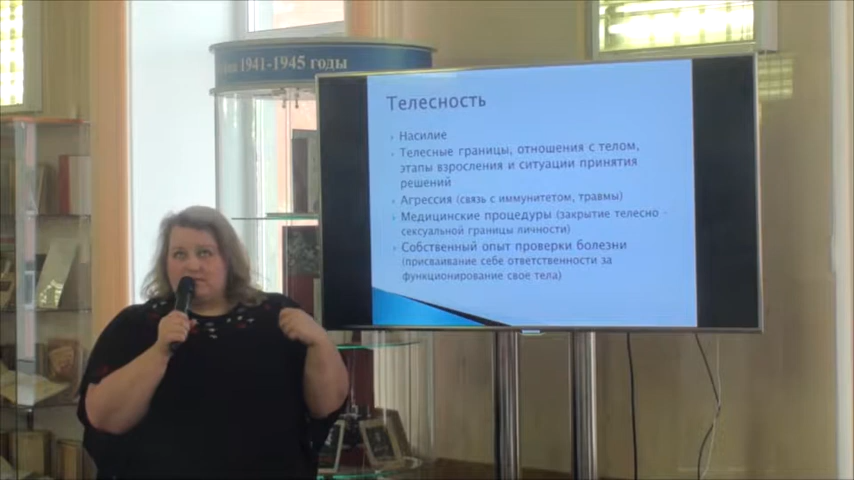 1941-1945 годы
Телесность
Насилие
Телесные границы, отношения с телом,
этапы взросления и ситуации принятия
решений
Агрессия (связь с иммунитетом, травмы)
Медицинские процедуры (закрытие телесно -
сексуальной границы личности)
Собственный опыт проверки болезни
(присваивание себе ответственности за
функционирование свое тела)